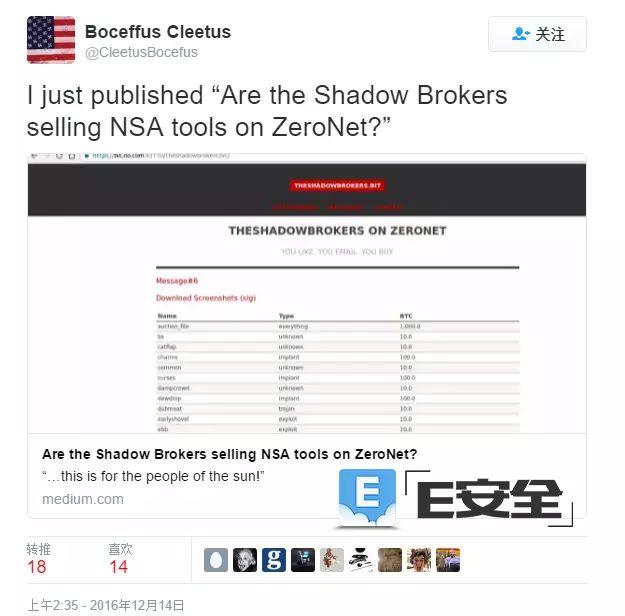 Boceffus Cleetus
@CleetusBocefus
关注
I just published “Are the Shadow Brokers
selling NSA tools on ZeroNet?”
THESHADOWBROKERS.BIT
THESHADOWBROKERS ON ZERONET
YOU LIKE, YOU EMAIL, YOU BUY
Message#6
Download Screenshots (sig)
Name Type BTC
auction_file everything 1,000.0
bs unknown 10.0
catflap unknown 10.0
charms implant 100.0
common unknown 10.0
curses implant 100.0
dampcrowd unknown 10.0
dewdrop implant 100.0
dubmoat trojan 10.0
earlyshovel exploit 10.0
ebb exploit 10.0
Are the Shadow Brokers selling NSA tools on ZeroNet?
“…this is for the people of the sun!”
medium.com
E
E安全
转推 喜欢
18 14
g
上午2:35 - 2016年12月14日